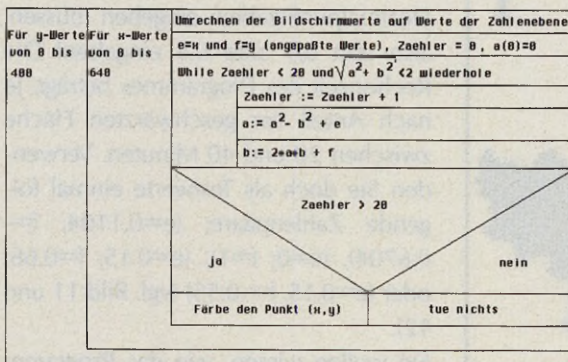 Umrechnen der Bildschirmwerte auf Werte der Zahlenebene
Für y-Werte
von 0 bis
400
Für x-Werte
von 0 bis
640
e=x und f=y (angepaßte Werte), Zaehler = 0, a(0)=0
While Zaehler < 20 und √a²+ b² <2 wiederhole
Zaehler := Zaehler + 1
a:= a²- b² + e
b:= 2*a*b + f
Zaehler > 20
ja
nein
Färbe den Punkt (x,y)
tue nichts